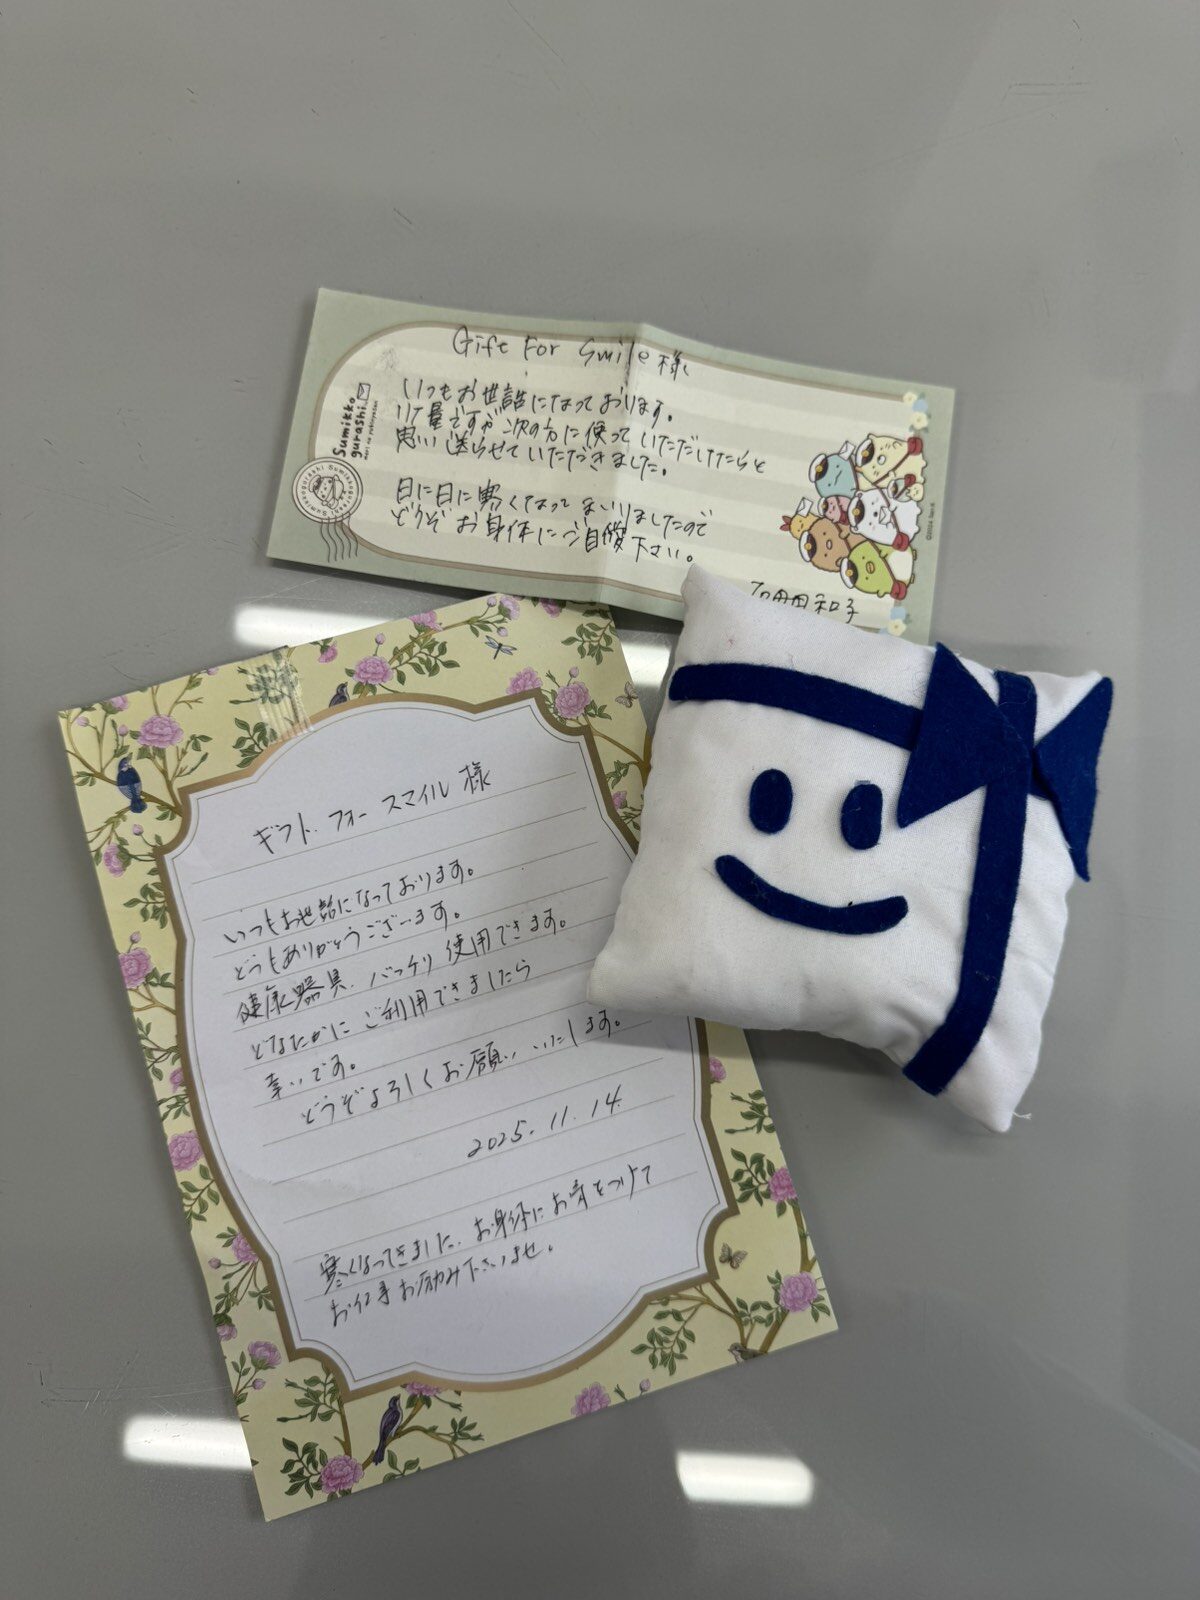 Gift For Smile 様
いつもお世話になっております。
ですが次の方に使っていただけたらと
思い送らせていただきました。
日に日に寒くなってまいりましたので
どうぞお身体にご自愛下さい。
和子
Sumikko
gurashi
ギフト.フォー スマイル 様
いつもお世話になっております。
どうもありがとうございます。
健康器具、バッチリ使用できます。
どなたかにご利用できましたら
幸いです。
どうぞよろしくお願いいたします。
2025.11.14.
寒くなってきました、お身体にお気をつけて
お仕事お励み下さいませ。